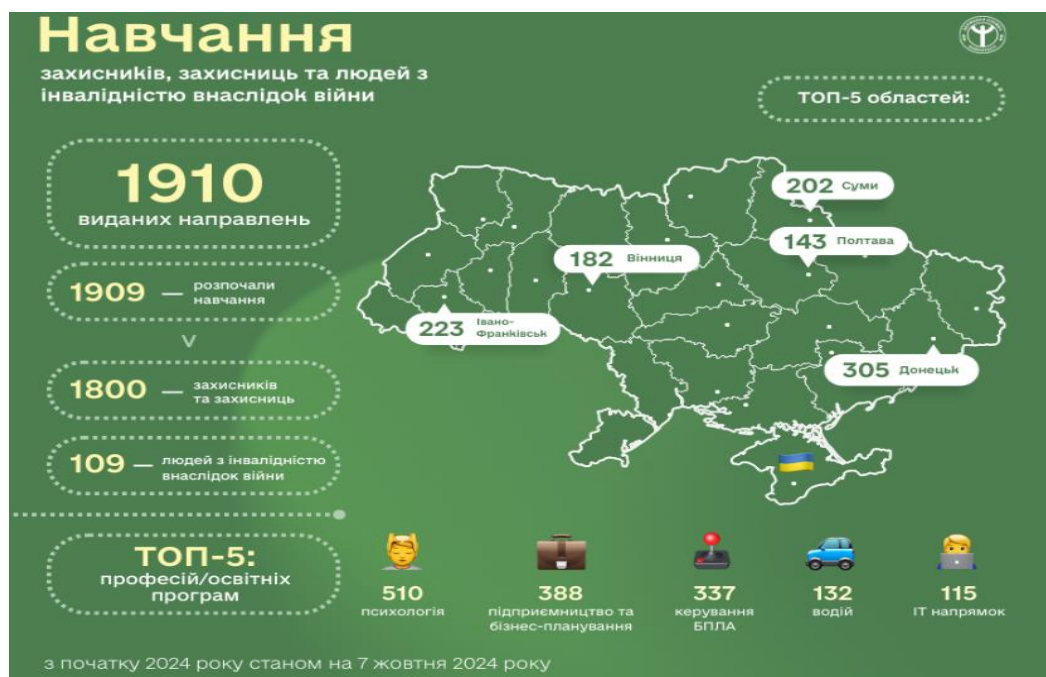 Навчання
захисників, захисниць та людей з
інвалідністю внаслідок війни
ТОП-5 областей:
1910
виданих направлень
1909 — розпочали
навчання
1800 — захисників
та захисниць
109 — людей з інвалідністю
внаслідок війни
202 Суми
143 Полтава
182 Вінниця
223 Івано-
Франківськ
305 Донецьк
ТОП-5:
професій/освітніх
програм
510
психологія
388
підприємництво та
бізнес-планування
337
керування
БПЛА
132
водій
115
ІТ напрямок
з початку 2024 року станом на 7 жовтня 2024 року